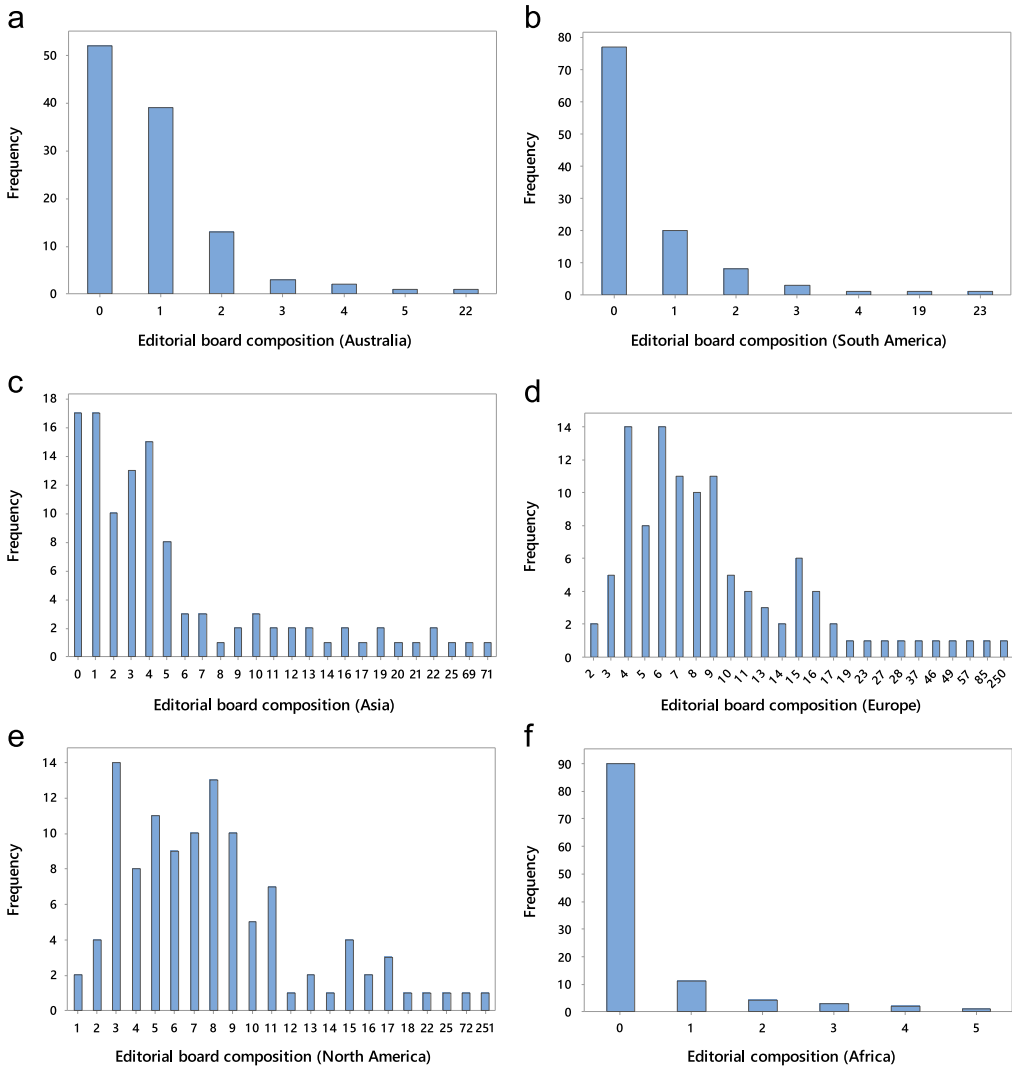 a
50
40
30
20
10
0
Frequency
0 1 2 3 4 5 22
Editorial board composition (Australia)
b
80
70
60
50
40
30
20
10
0
Frequency
0 1 2 3 4 19 23
Editorial board composition (South America)
c
18
16
14
12
10
8
6
4
2
0
Frequency
0 1 2 3 4 5 6 7 8 9 10 11 12 13 14 16 17 19 20 21 22 25 69 71
Editorial board composition (Asia)
d
14
12
10
8
6
4
2
0
Frequency
2 3 4 5 6 7 8 9 10 11 13 14 15 16 17 19 23 27 28 37 46 49 57 85 250
Editorial board composition (Europe)
e
14
12
10
8
6
4
2
0
Frequency
1 2 3 4 5 6 7 8 9 10 11 12 13 14 15 16 17 18 22 25 72 251
Editorial board composition (North America)
f
90
80
70
60
50
40
30
20
10
0
Frequency
0 1 2 3 4 5
Editorial composition (Africa)